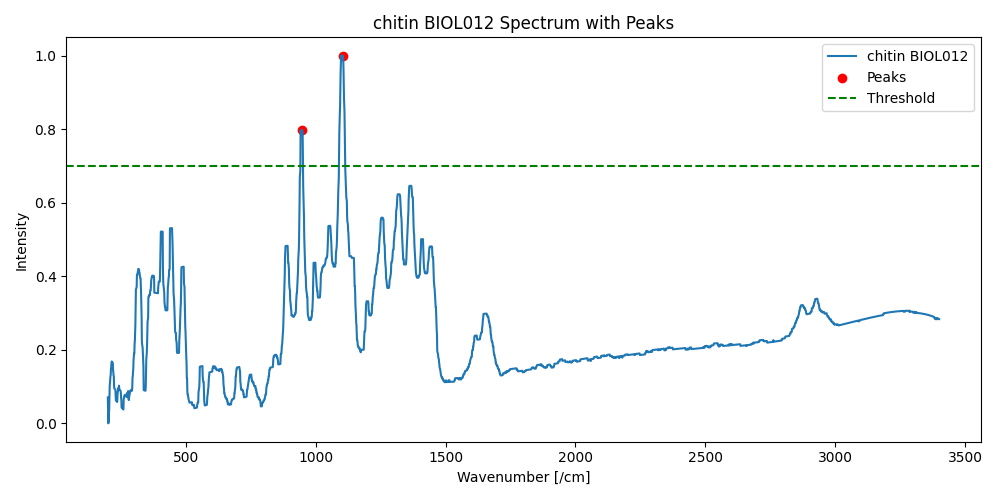 chitin BIOL012 Spectrum with Peaks
chitin BIOL012
Peaks
Threshold
Intensity
1.0
0.8
0.6
0.4
0.2
0.0
500 1000 1500 2000 2500 3000 3500
Wavenumber [/cm]